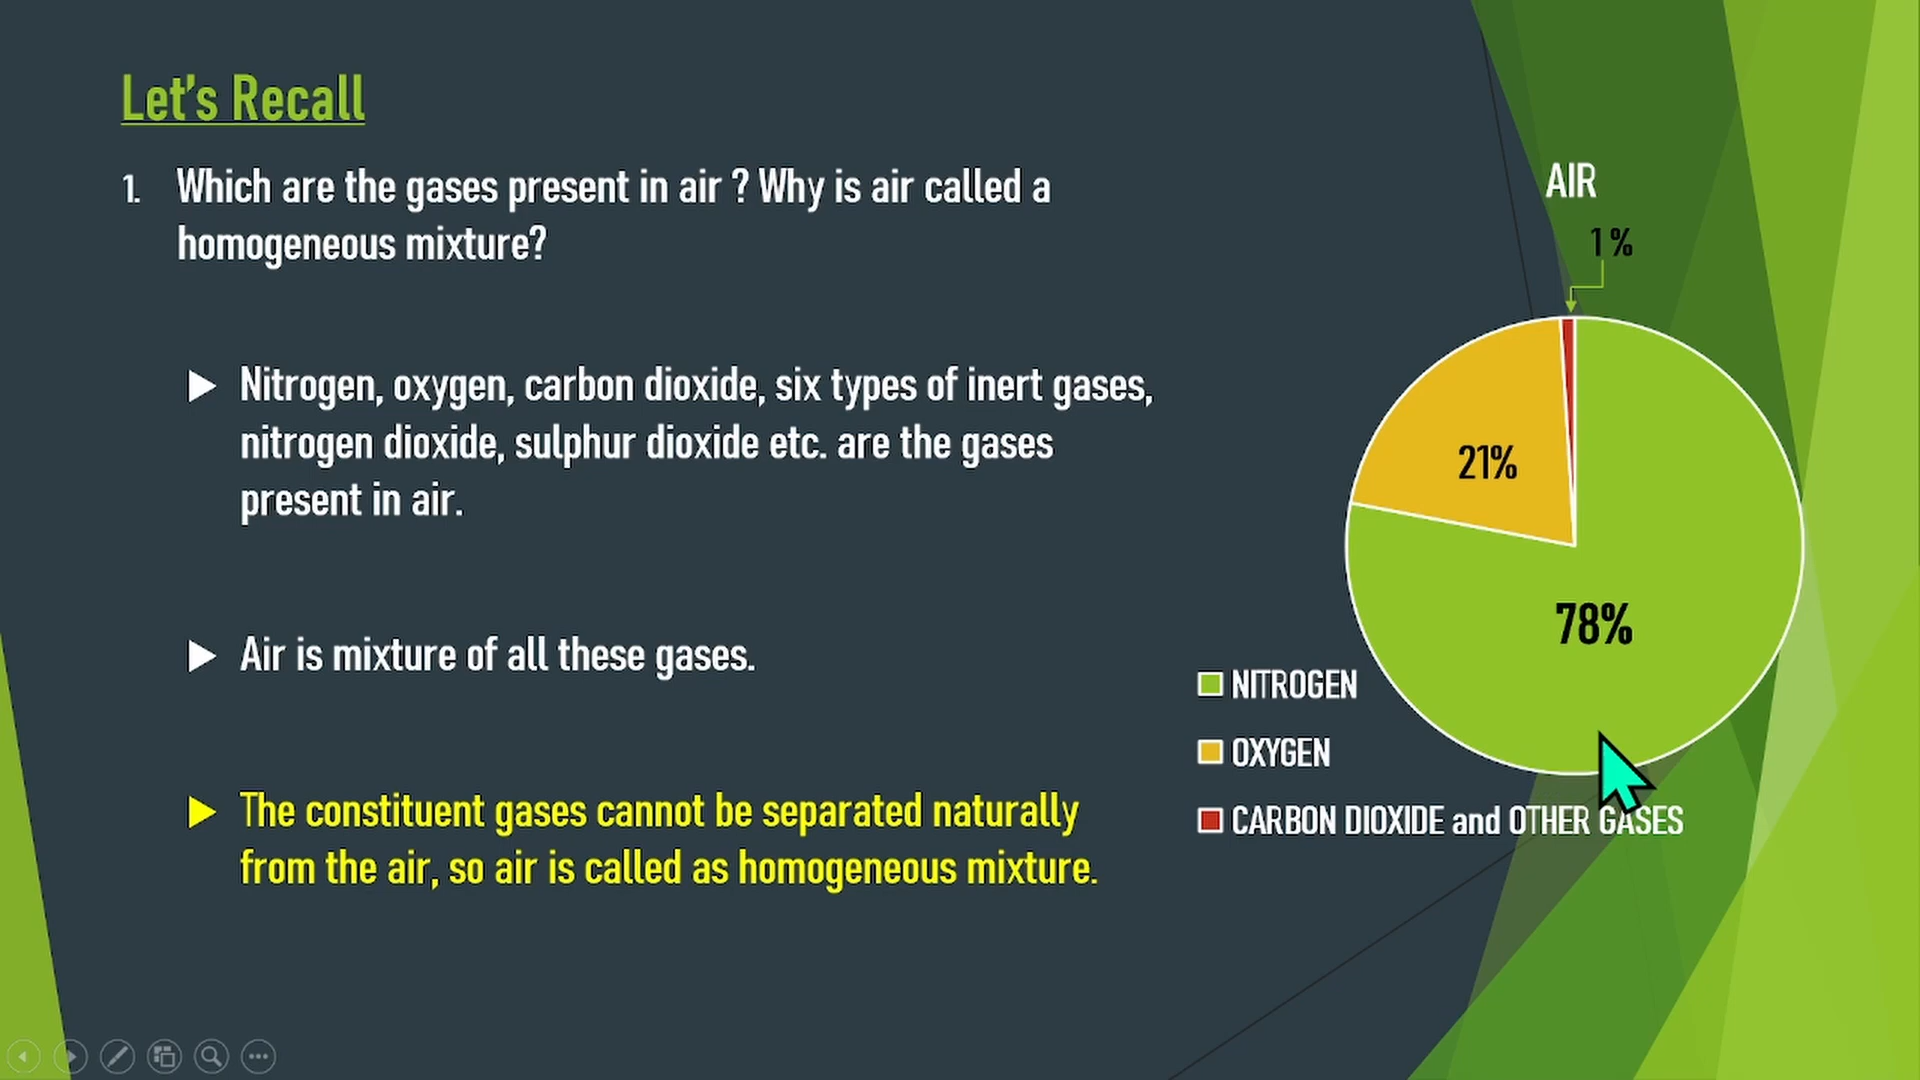 Let's Recall
1. Which are the gases present in air ? Why is air called a
homogeneous mixture?
Nitrogen, oxygen, carbon dioxide, six types of inert gases,
nitrogen dioxide, sulphur dioxide etc. are the gases
present in air.
Air is mixture of all these gases.
The constituent gases cannot be separated naturally
from the air, so air is called as homogeneous mixture.
AIR
1%
21%
78%
NITROGEN
OXYGEN
CARBON DIOXIDE and OTHER GASES